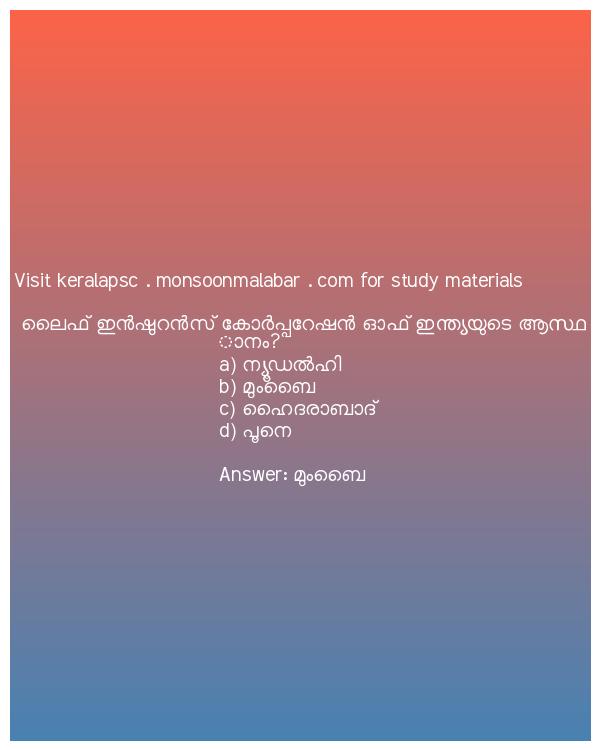 Visit keralapsc . monsoonmalabar . com for study materials
ലൈഫ് ഇൻഷുറൻസ് കോർപ്പറേഷൻ ഓഫ് ഇന്ത്യയുടെ ആസ്ഥ
ാനം?
a) ന്യൂഡൽഹി
b) മുംബൈ
c) ഹൈദരാബാദ്
d) പൂനെ
Answer: മുംബൈ